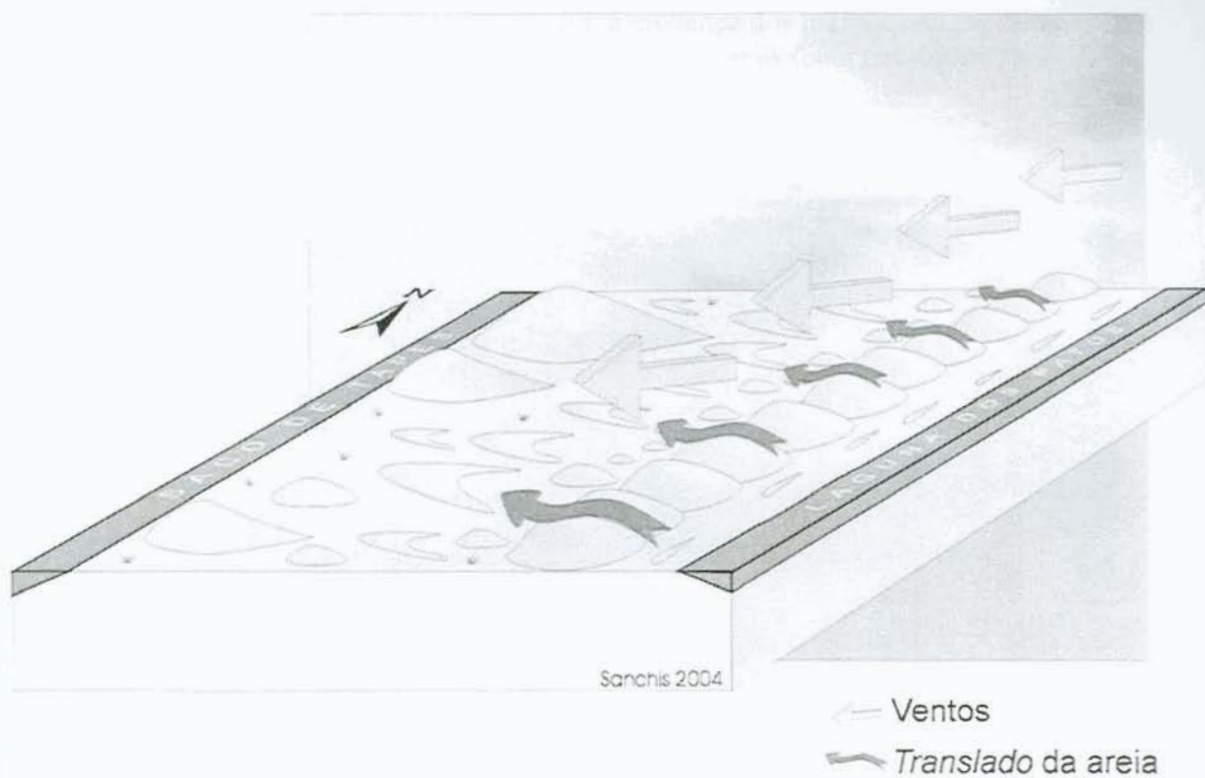 N
SACO DE TAPES
LAGUNA DOS PATOS
Sanchis 2004
Ventos
Translado da areia